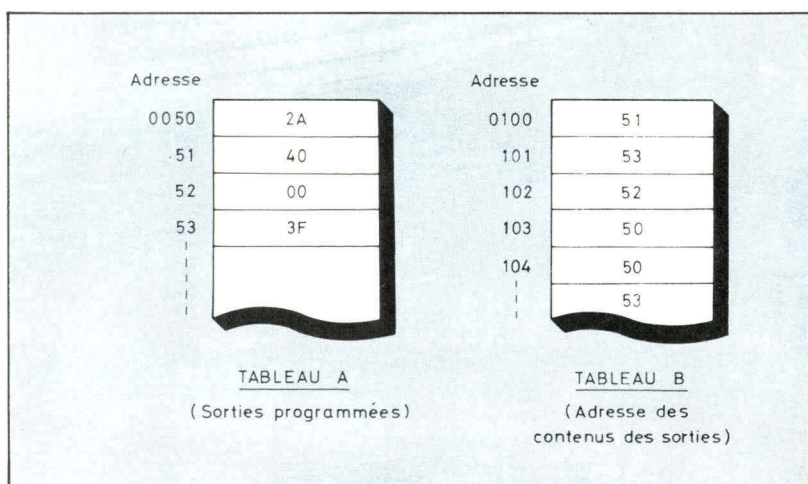 Adresse
0050 2A
51 40
52 00
53 3F
TABLEAU A
(Sorties programmées)
Adresse
0100 51
101 53
102 52
103 50
104 50
53
TABLEAU B
(Adresse des
contenus des sorties)